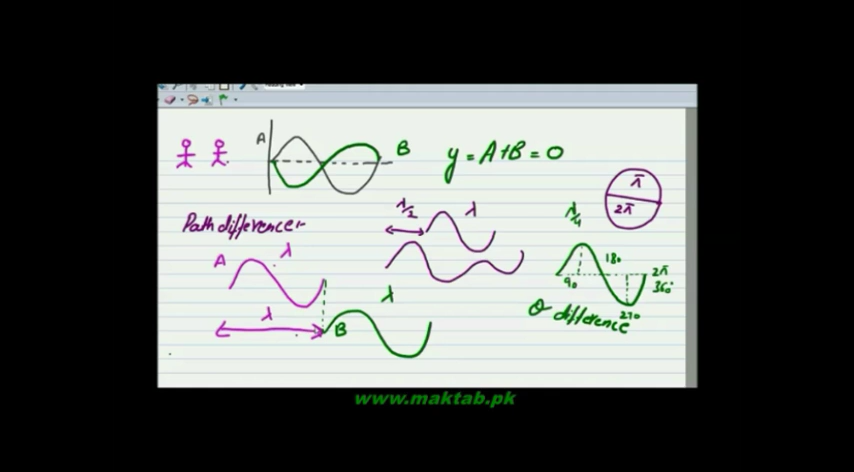 A
B
y = A+B = 0
π
2π
Path difference:-
λ/2
λ
λ/4
A
λ
180
2π
360°
90
λ
λ
270
θ difference
B
www.maktab.pk